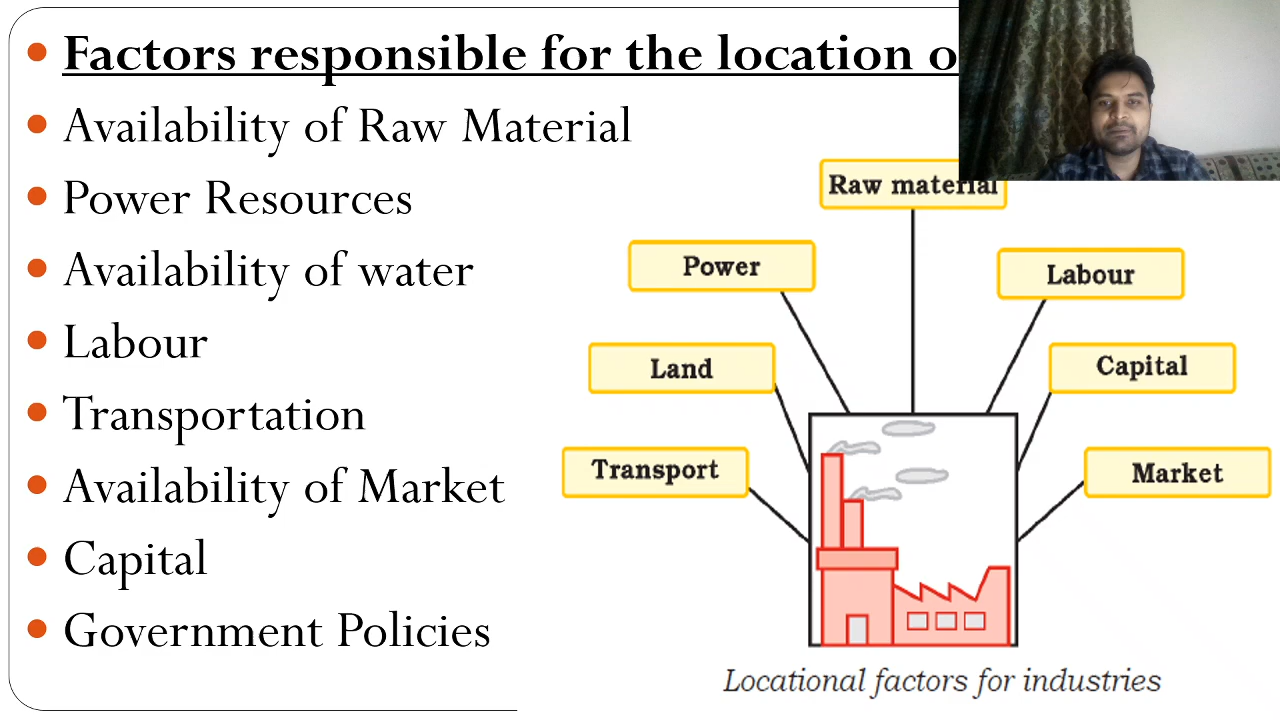 Factors responsible for the location
Availability of Raw Material
Power Resources
Availability of water
Labour
Transportation
Availability of Market
Capital
Government Policies
Raw material
Power
Labour
Land
Capital
Transport
Market
Locational factors for industries